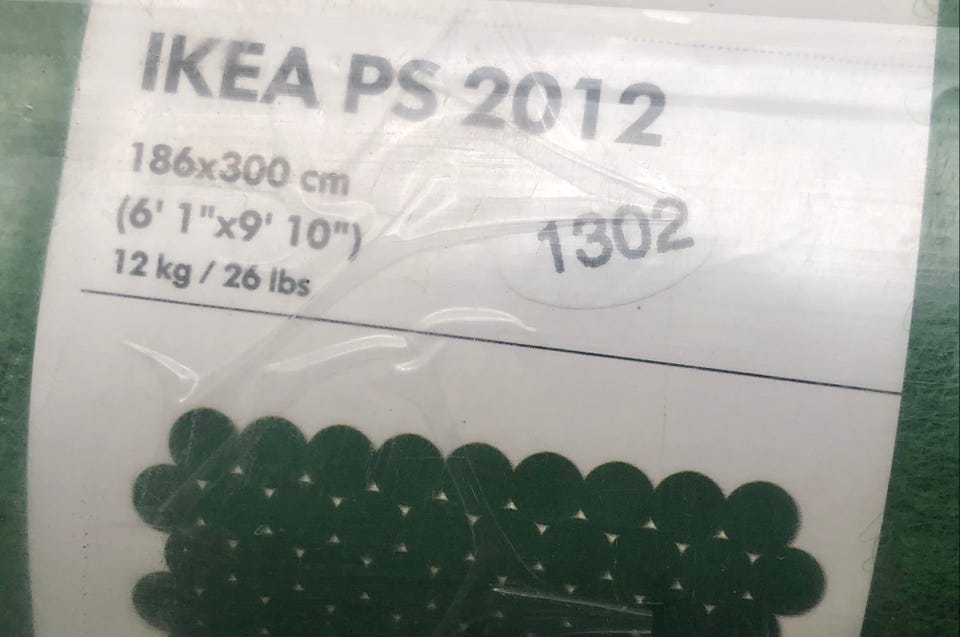 IKEA PS 2012
186x300 cm
(6' 1"x9' 10")
12 kg / 26 lbs
1302